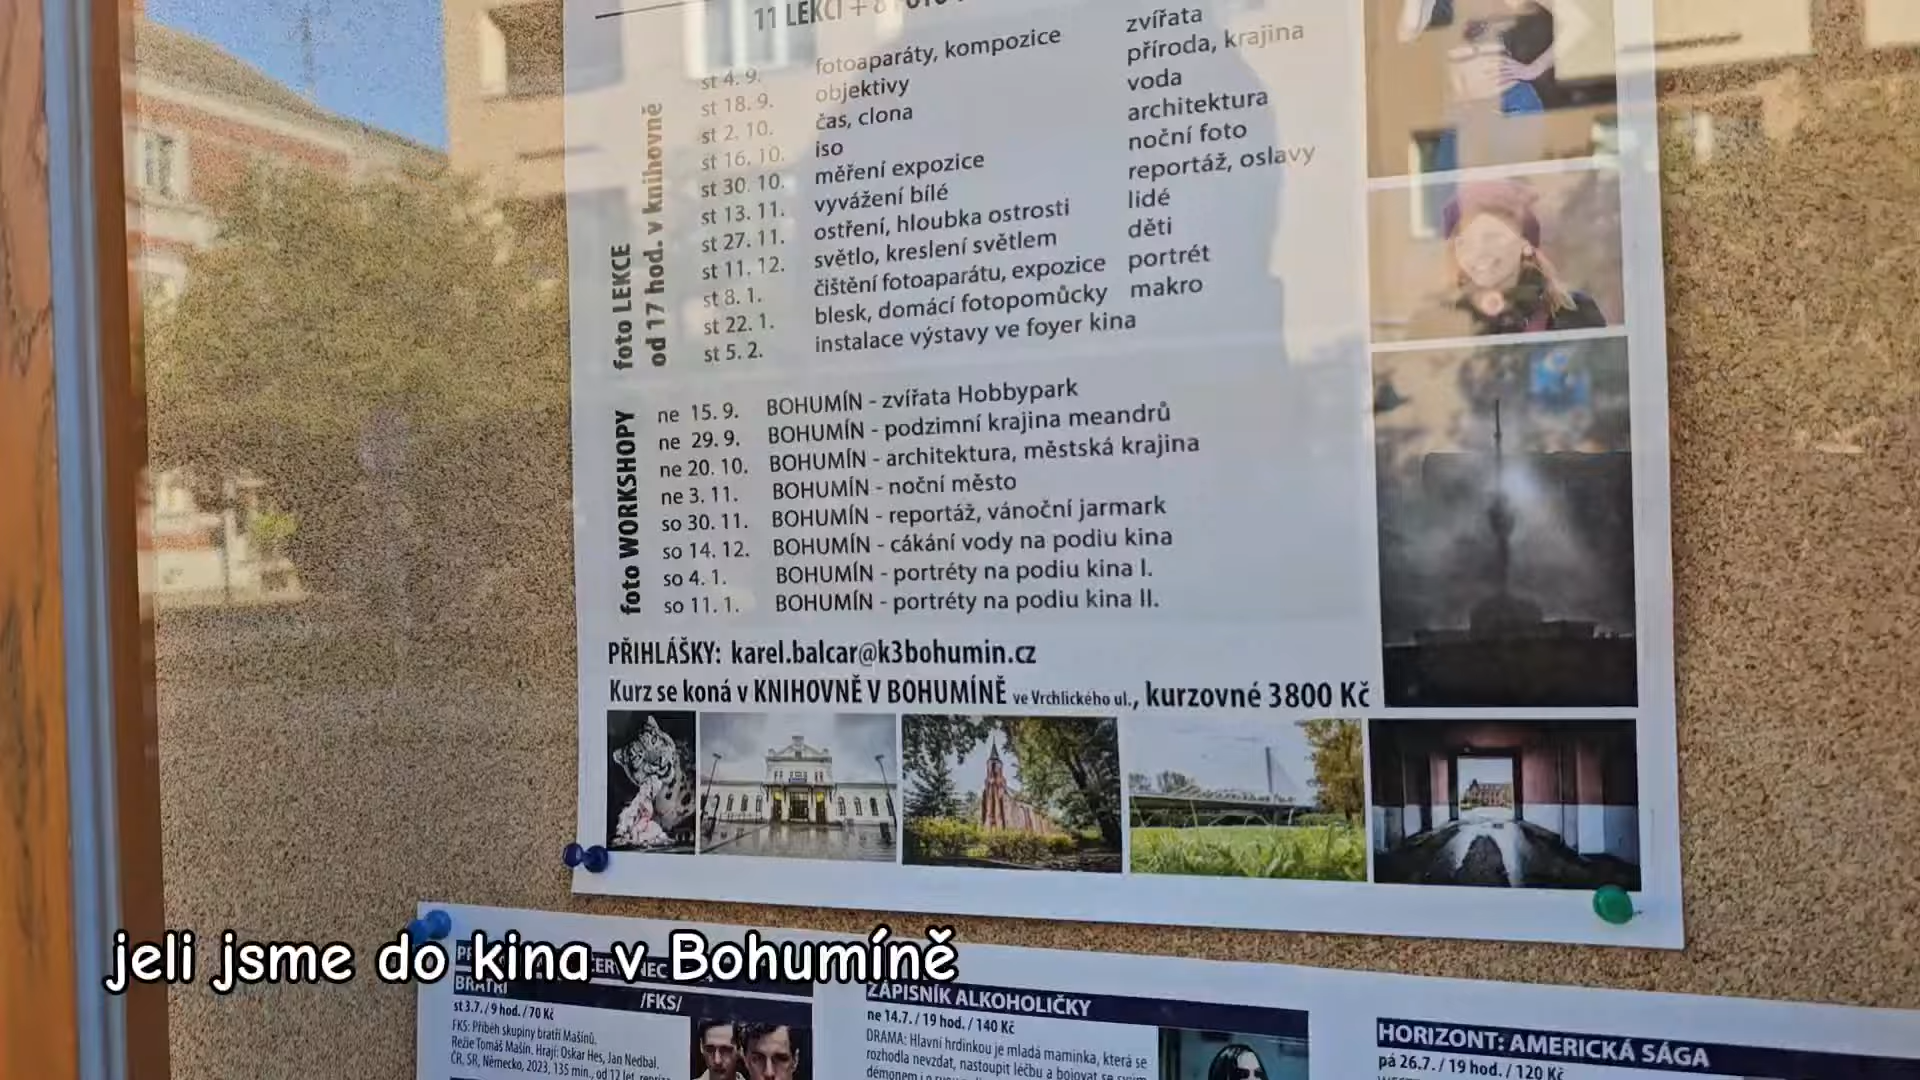 11 LEKCÍ + 8
st 4. 9. fotoaparáty, kompozice zvířata
st 18. 9. objektivy příroda, krajina
st 2. 10. čas, clona voda
st 16. 10. iso architektura
st 30. 10. měření expozice noční foto
st 13. 11. vyvážení bílé reportáž, oslavy
st 27. 11. ostření, hloubka ostrosti lidé
st 11. 12. světlo, kreslení světlem děti
st 8. 1. čištění fotoaparátu, expozice portrét
st 22. 1. blesk, domácí fotopomůcky makro
st 5. 2. instalace výstavy ve foyer kina
foto LEKCE
od 17 hod. v knihovně
foto WORKSHOPY
ne 15. 9. BOHUMÍN - zvířata Hobbypark
ne 29. 9. BOHUMÍN - podzimní krajina meandrů
ne 20. 10. BOHUMÍN - architektura, městská krajina
ne 3. 11. BOHUMÍN - noční město
so 30. 11. BOHUMÍN - reportáž, vánoční jarmark
so 14. 12. BOHUMÍN - cákání vody na podiu kina
so 4. 1. BOHUMÍN - portréty na podiu kina I.
so 11. 1. BOHUMÍN - portréty na podiu kina II.
PŘIHLÁŠKY: karel.balcar@k3bohumin.cz
Kurz se koná v KNIHOVNĚ V BOHUMÍNĚ ve Vrchlického ul., kurzovné 3800 Kč
jeli jsme do kina v Bohumíně
BRATŘI /FKS/
st 3.7. / 9 hod. / 70 Kč
FKS: Příběh skupiny bratří Mašínů.
Režie Tomáš Mašín. Hrají: Oskar Hes, Jan Nedbal.
ČR, SR, Německo, 2023, 135 min., od 12 let,
ZÁPISNÍK ALKOHOLIČKY
ne 14.7. / 19 hod. / 140 Kč
DRAMA: Hlavní hrdinkou je mladá maminka, která se
rozhodla nevzdat, nastoupit léčbu a bojovat se
HORIZONT: AMERICKÁ SÁGA
pá 26.7. / 19 hod. / 120 Kč